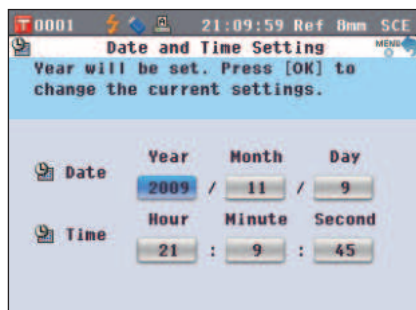 T0001 21:09:59 Ref 8mm SCE
Date and Time Setting MENU
Year will be set. Press [OK] to
change the current settings.
Year Month Day
Date 2009 / 11 / 9
Hour Minute Second
Time 21 : 9 : 45